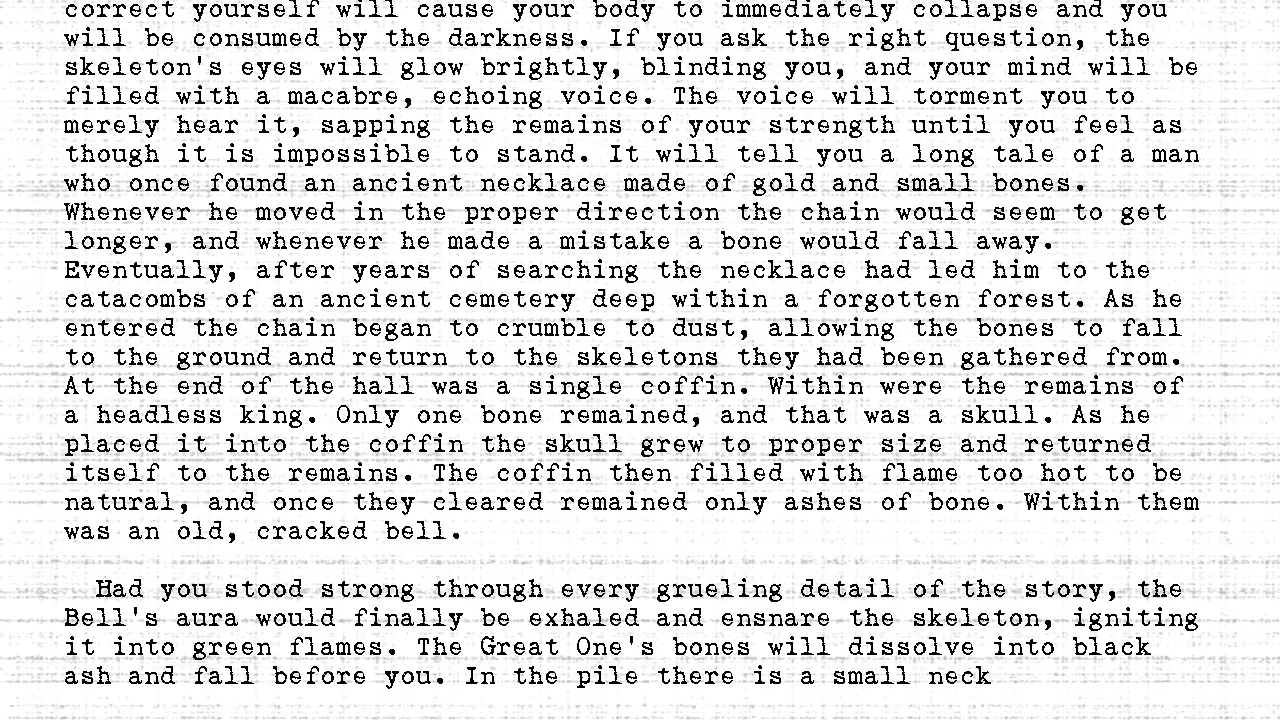 correct yourself will cause your body to immediately collapse and you
will be consumed by the darkness. If you ask the right question, the
skeleton's eyes will glow brightly, blinding you, and your mind will be
filled with a macabre, echoing voice. The voice will torment you to
merely hear it, sapping the remains of your strength until you feel as
though it is impossible to stand. It will tell you a long tale of a man
who once found an ancient necklace made of gold and small bones.
Whenever he moved in the proper direction the chain would seem to get
longer, and whenever he made a mistake a bone would fall away.
Eventually, after years of searching the necklace had led him to the
catacombs of an ancient cemetery deep within a forgotten forest. As he
entered the chain began to crumble to dust, allowing the bones to fall
to the ground and return to the skeletons they had been gathered from.
At the end of the hall was a single coffin. Within were the remains of
a headless king. Only one bone remained, and that was a skull. As he
placed it into the coffin the skull grew to proper size and returned
itself to the remains. The coffin then filled with flame too hot to be
natural, and once they cleared remained only ashes of bone. Within them
was an old, cracked bell.
Had you stood strong through every grueling detail of the story, the
Bell's aura would finally be exhaled and ensnare the skeleton, igniting
it into green flames. The Great One's bones will dissolve into black
ash and fall before you. In the pile there is a small neck